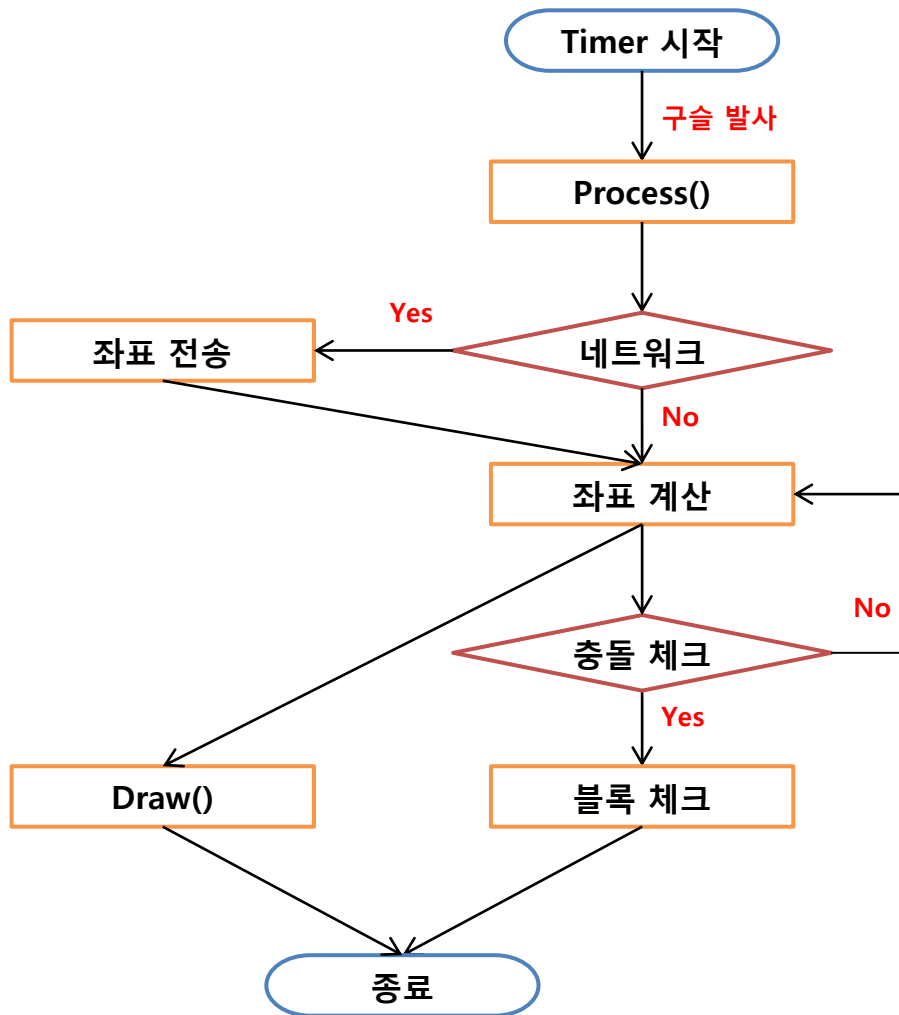 Timer 시작
구슬 발사
Process()
Yes
네트워크
좌표 전송
No
좌표 계산
No
충돌 체크
Yes
Draw()
블록 체크
종료